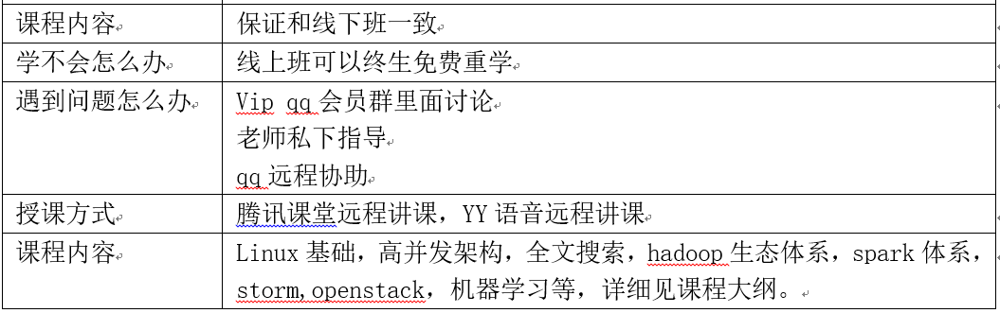 课程内容 保证和线下班一致
学不会怎么办 线上班可以终生免费重学
遇到问题怎么办 Vip qq 会员群里面讨论
老师私下指导
qq 远程协助
授课方式 腾讯课堂远程讲课，YY 语音远程讲课
课程内容 Linux 基础，高并发架构，全文搜索，hadoop 生态体系，spark 体系，
storm,openstack，机器学习等，详细见课程大纲。